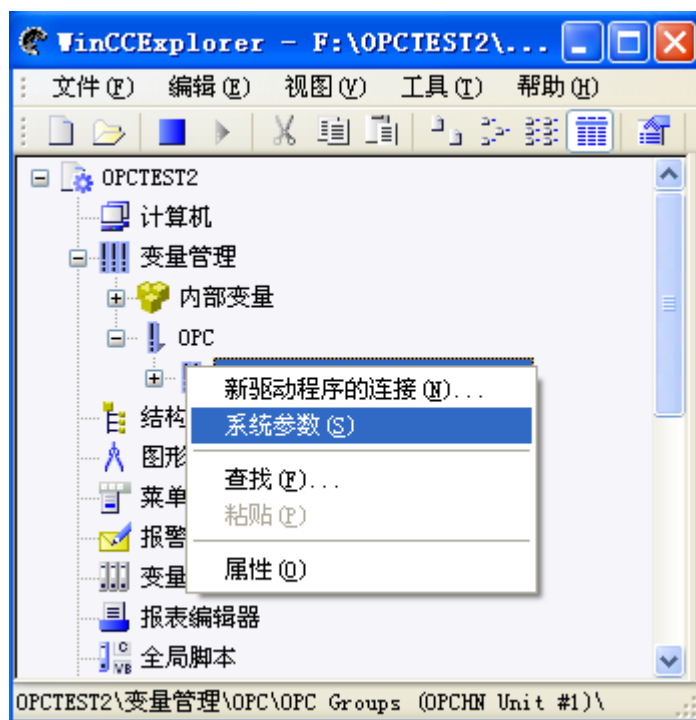 WinCCExplorer - F:\OPCTEST2\...
文件(F) 编辑(E) 视图(V) 工具(T) 帮助(H)
OPCTEST2
计算机
变量管理
内部变量
OPC
新驱动程序的连接(N)...
结构
系统参数(S)
图形
查找(F)...
菜单
粘贴(P)
报警
变量
属性(O)
报表编辑器
全局脚本
OPCTEST2\变量管理\OPC\OPC Groups (OPCHN Unit #1)\